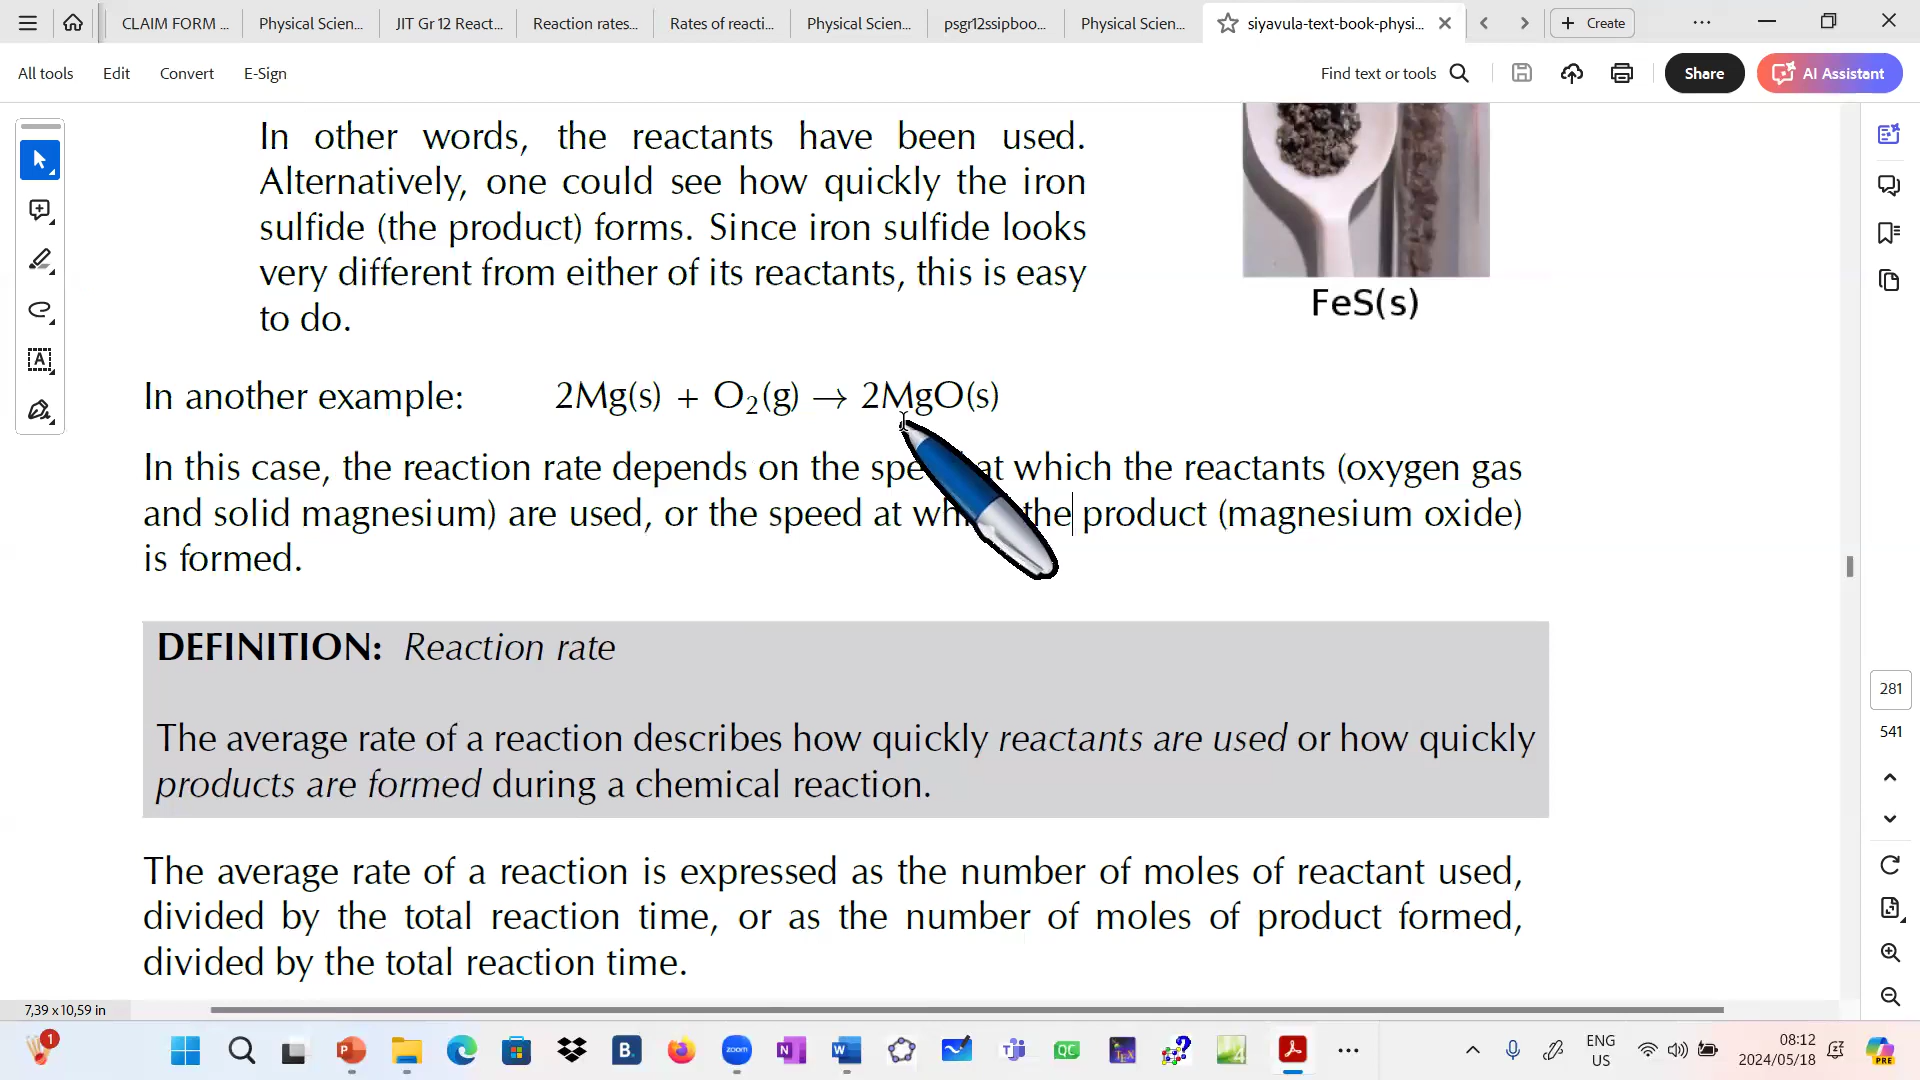 CLAIM FORM ...
Physical Scien...
JIT Gr 12 React...
Reaction rates...
Rates of reacti...
Physical Scien...
psgr12ssipboo...
Physical Scien...
siyavula-text-book-physi...
Create
All tools
Edit
Convert
E-Sign
Find text or tools
Share
AI Assistant
In other words, the reactants have been used.
Alternatively, one could see how quickly the iron
sulfide (the product) forms. Since iron sulfide looks
very different from either of its reactants, this is easy
to do.
FeS(s)
In another example: 2Mg(s) + O₂(g) → 2MgO(s)
In this case, the reaction rate depends on the at which the reactants (oxygen gas
and solid magnesium) are used, or the speed at the product (magnesium oxide)
is formed.
DEFINITION: Reaction rate
The average rate of a reaction describes how quickly reactants are used or how quickly
products are formed during a chemical reaction.
The average rate of a reaction is expressed as the number of moles of reactant used,
divided by the total reaction time, or as the number of moles of product formed,
divided by the total reaction time.
281
541
7,39 x 10,59 in
1
zoom
ENG
US
08:12
2024/05/18
PRE